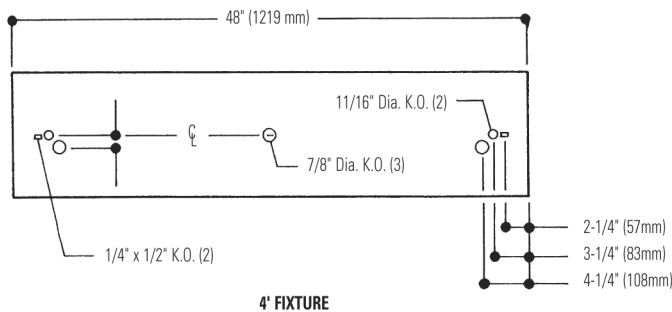 48" (1219 mm)
11/16" Dia. K.O. (2)
℄
7/8" Dia. K.O. (3)
1/4" x 1/2" K.O. (2)
2-1/4" (57mm)
3-1/4" (83mm)
4-1/4" (108mm)
4' FIXTURE